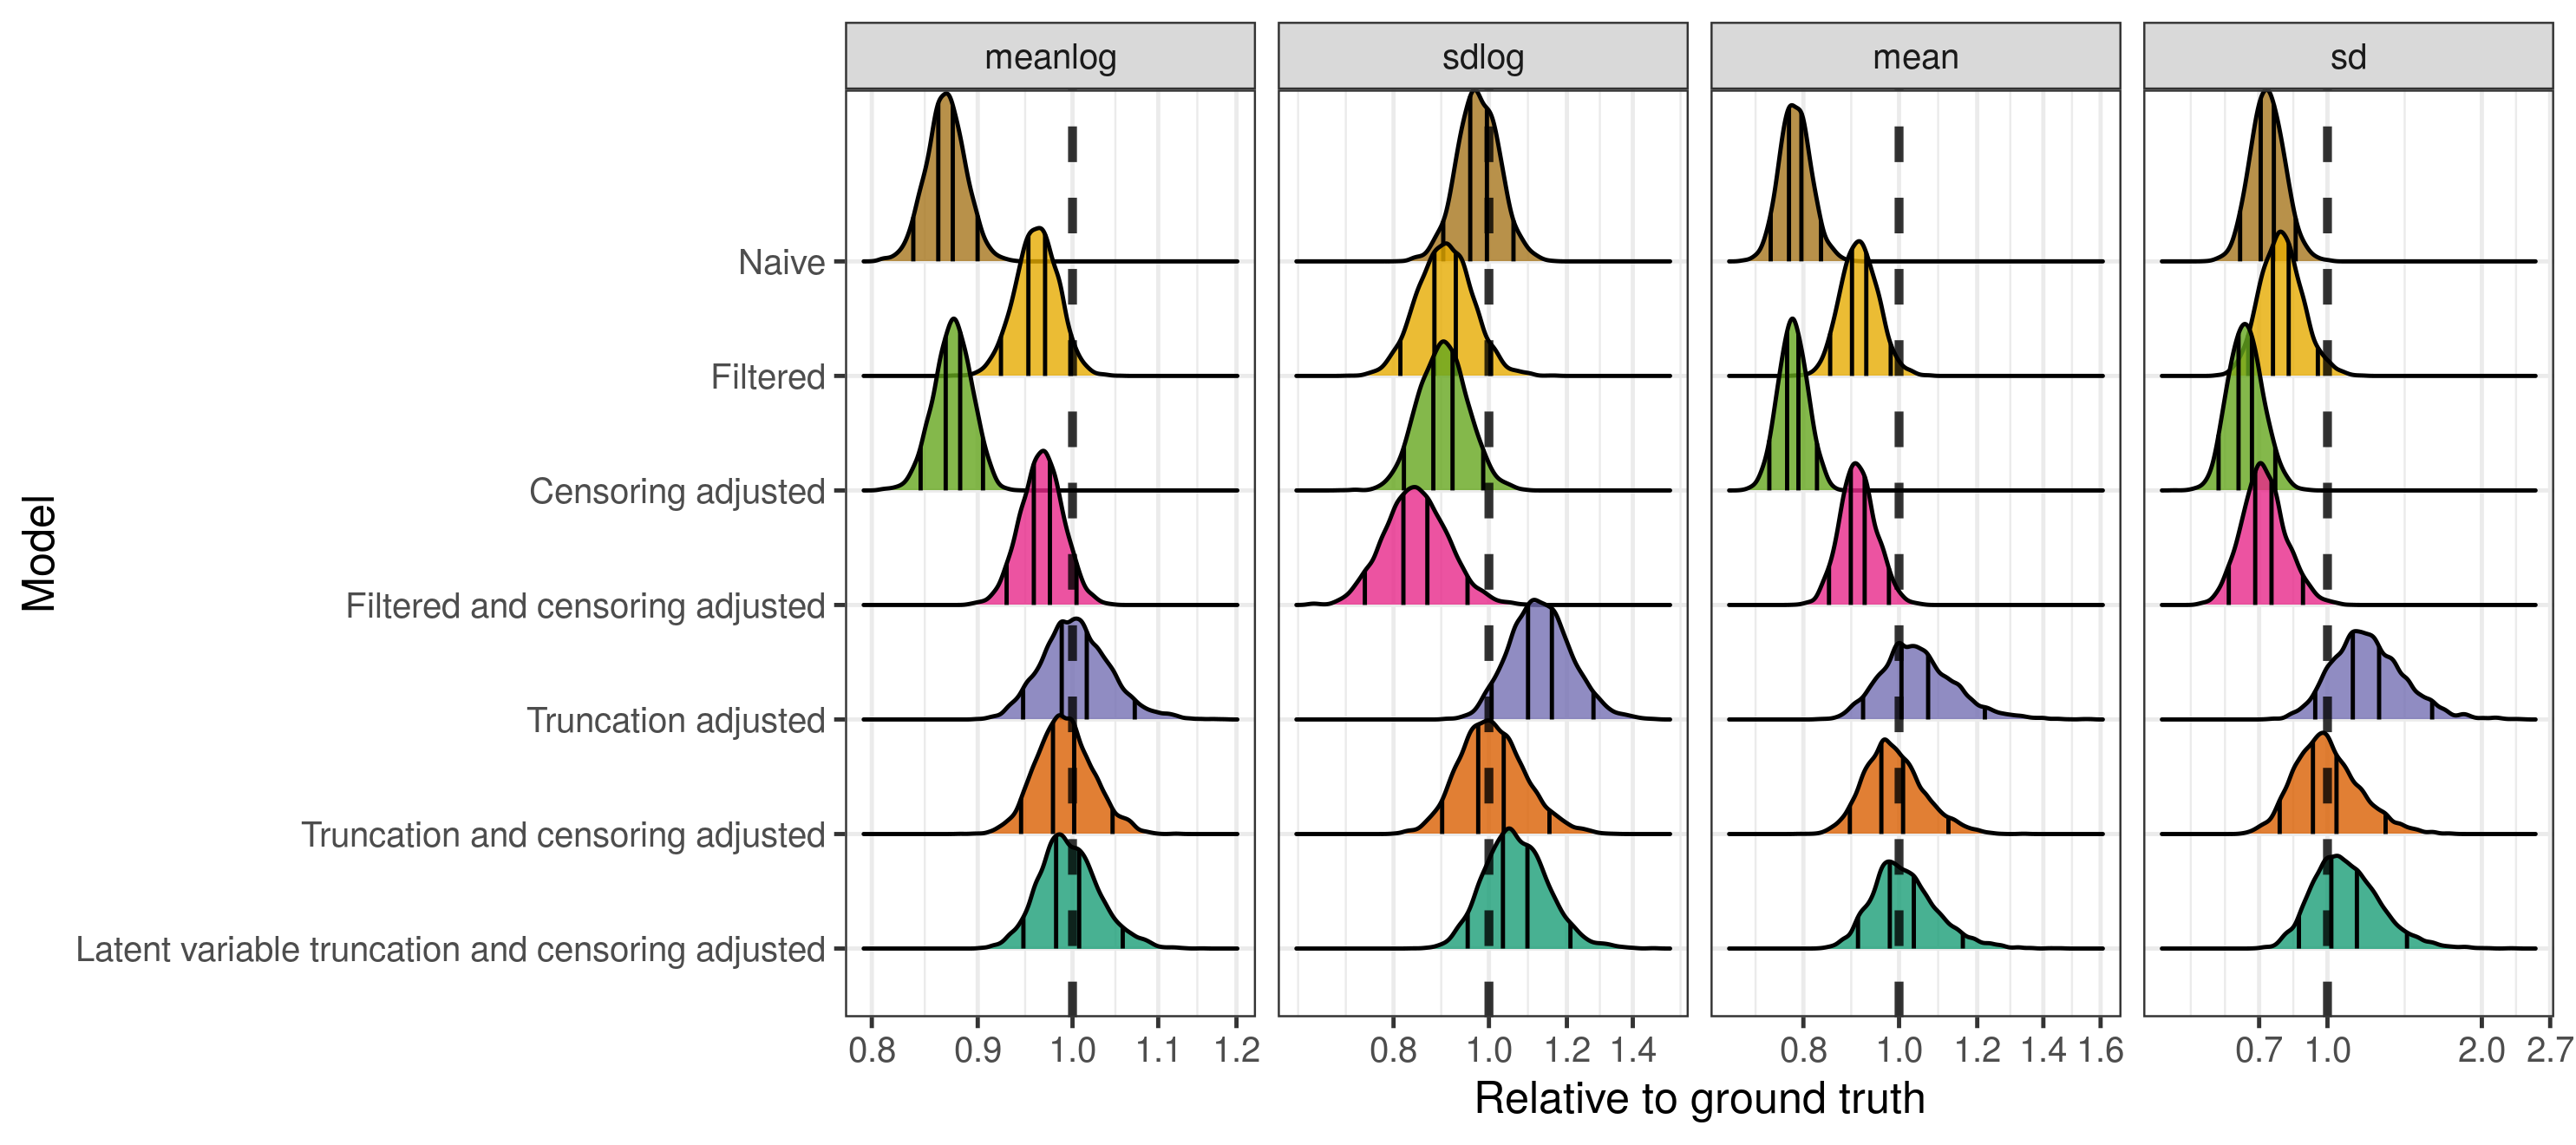 meanlog sdlog mean sd
Model
Naive
Filtered
Censoring adjusted
Filtered and censoring adjusted
Truncation adjusted
Truncation and censoring adjusted
Latent variable truncation and censoring adjusted
0.8 0.9 1.0 1.1 1.2 0.8 1.0 1.2 1.4 0.8 1.0 1.2 1.4 1.6 0.7 1.0 2.0 2.7
Relative to ground truth